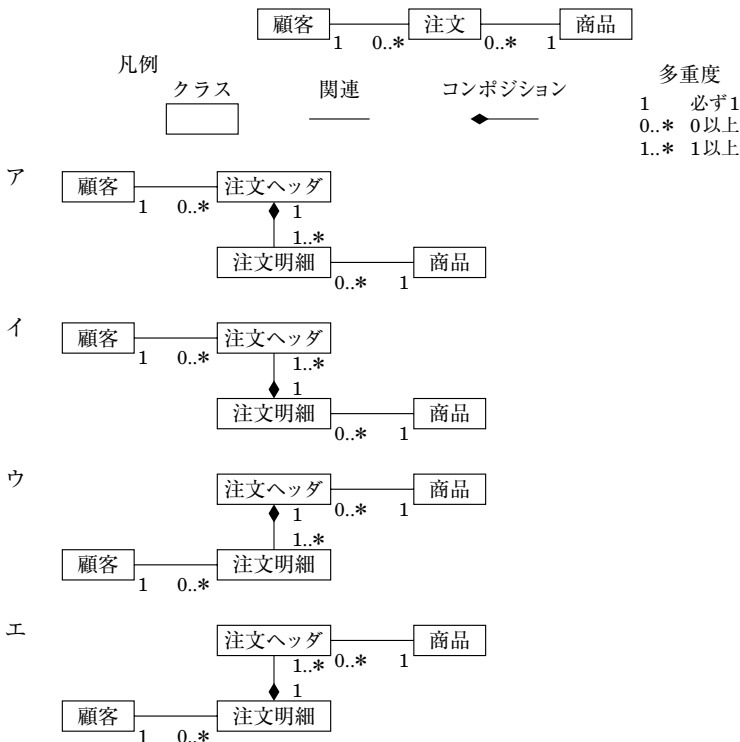 顧客 注文 商品
1 0..* 0..* 1
凡例
クラス 関連 コンポジション 多重度
1 必ず1
0..* 0以上
1..* 1以上
ア 顧客 注文ヘッダ
1 0..* 1
1..*
注文明細 商品
0..* 1
イ 顧客 注文ヘッダ
1 0..* 1..*
1
注文明細 商品
0..* 1
ウ 注文ヘッダ 商品
1 0..* 1
1..*
顧客 注文明細
1 0..*
エ 注文ヘッダ 商品
1..* 0..* 1
1
顧客 注文明細
1 0..*